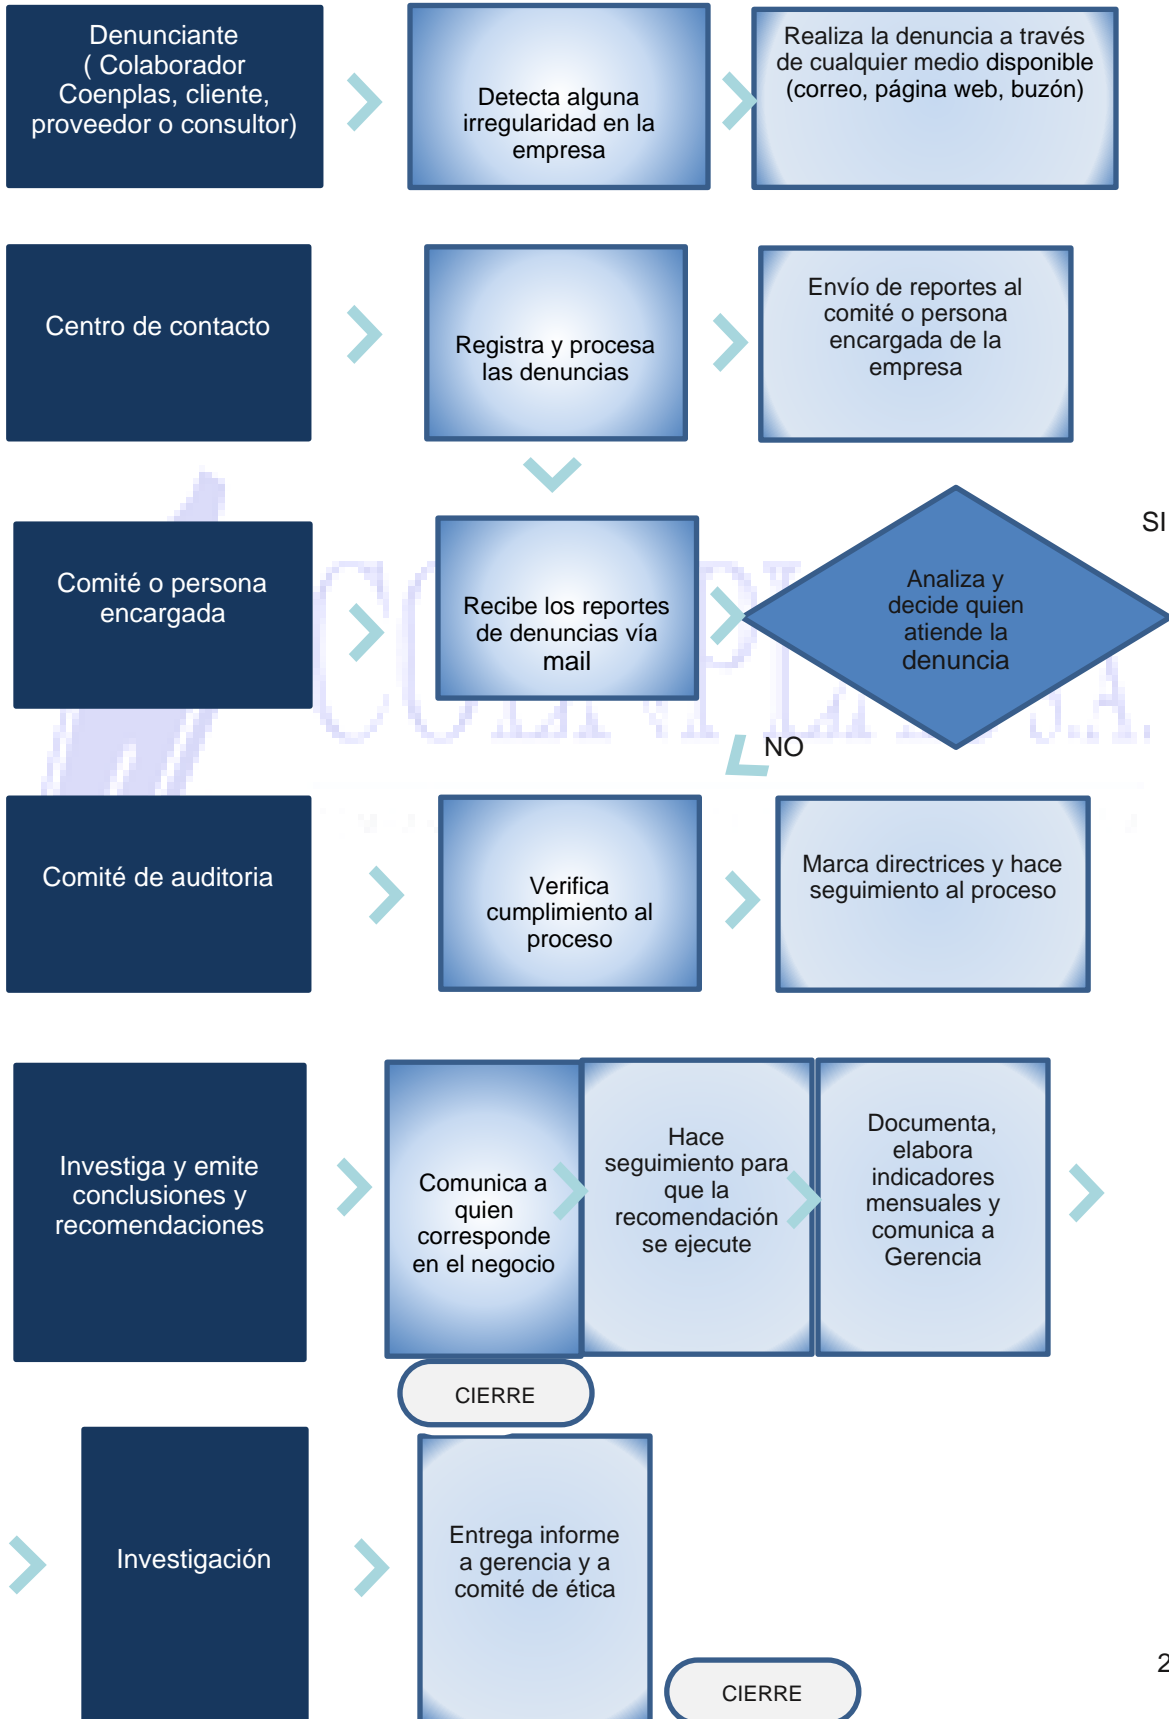 Denunciante
( Colaborador
Coenplas, cliente,
proveedor o consultor)
Detecta alguna
irregularidad en la
empresa
Realiza la denuncia a través
de cualquier medio disponible
(correo, página web, buzón)
Centro de contacto
Registra y procesa
las denuncias
Envío de reportes al
comité o persona
encargada de la
empresa
Comité o persona
encargada
Recibe los reportes
de denuncias vía
mail
Analiza y
decide quien
atiende la
denuncia
SI
NO
Comité de auditoria
Verifica
cumplimiento al
proceso
Marca directrices y hace
seguimiento al proceso
Investiga y emite
conclusiones y
recomendaciones
Comunica a
quien
corresponde
en el negocio
Hace
seguimiento para
que la
recomendación
se ejecute
Documenta,
elabora
indicadores
mensuales y
comunica a
Gerencia
CIERRE
Investigación
Entrega informe
a gerencia y a
comité de ética
CIERRE
2